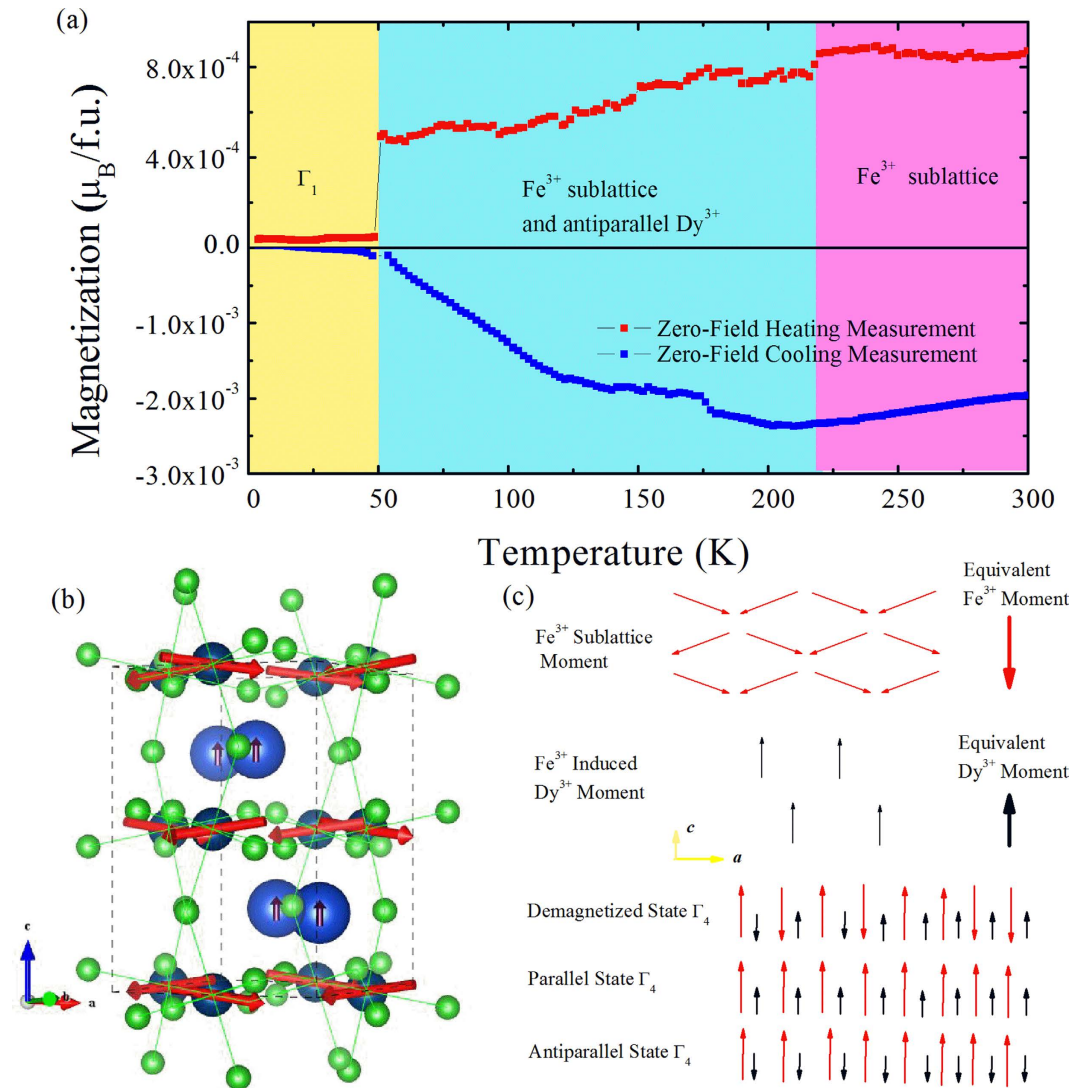 (a)
8.0x10⁻⁴
4.0x10⁻⁴
0.0
-1.0x10⁻³
-2.0x10⁻³
-3.0x10⁻³
Magnetization (μ_B/f.u.)
Γ₁
Fe³⁺ sublattice
and antiparallel Dy³⁺
Fe³⁺ sublattice
Zero-Field Heating Measurement
Zero-Field Cooling Measurement
0 50 100 150 200 250 300
Temperature (K)
(b)
c
b
a
(c)
Equivalent
Fe³⁺ Moment
Fe³⁺ Sublattice
Moment
Fe³⁺ Induced
Dy³⁺ Moment
Equivalent
Dy³⁺ Moment
c
a
Demagnetized State Γ₄
Parallel State Γ₄
Antiparallel State Γ₄